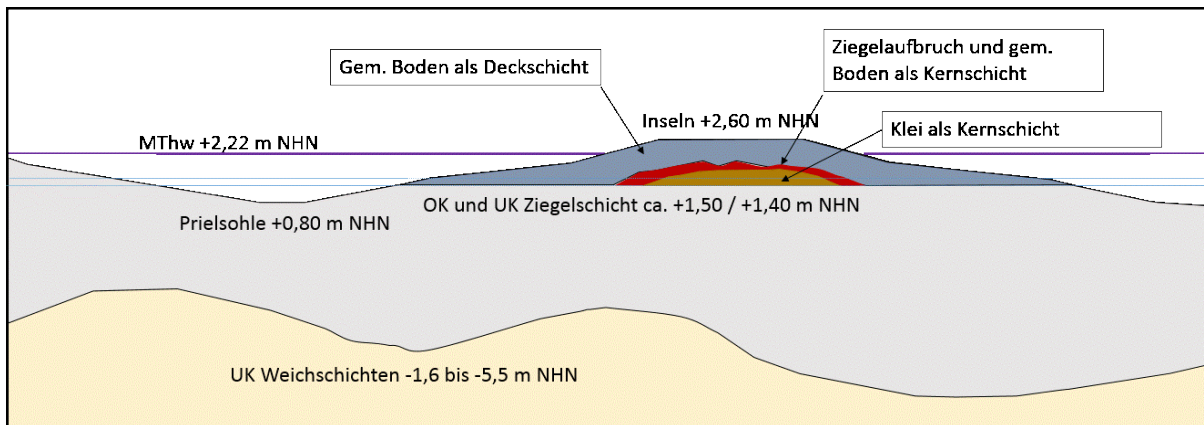 Gem. Boden als Deckschicht
Ziegelaufbruch und gem.
Boden als Kernschicht
Inseln +2,60 m NHN
Klei als Kernschicht
MThw +2,22 m NHN
OK und UK Ziegelschicht ca. +1,50 / +1,40 m NHN
Prielsohle +0,80 m NHN
UK Weichschichten -1,6 bis -5,5 m NHN